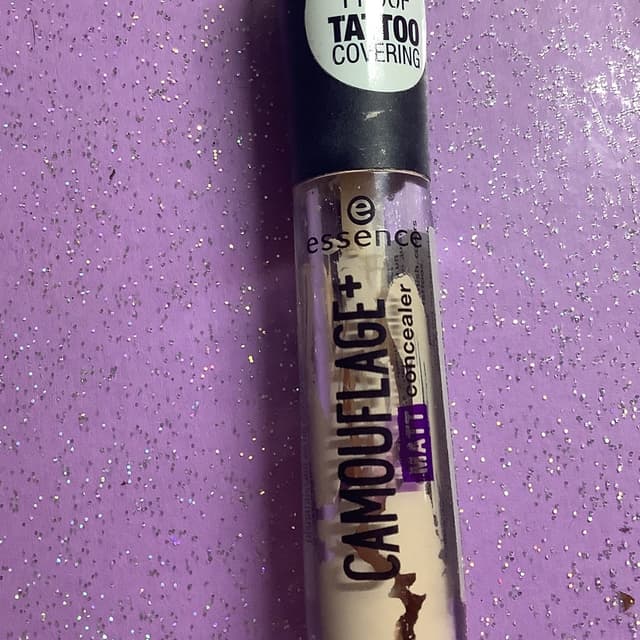 TATTOO
COVERING
e
essence
CAMOUFLAGE+
MATT concealer